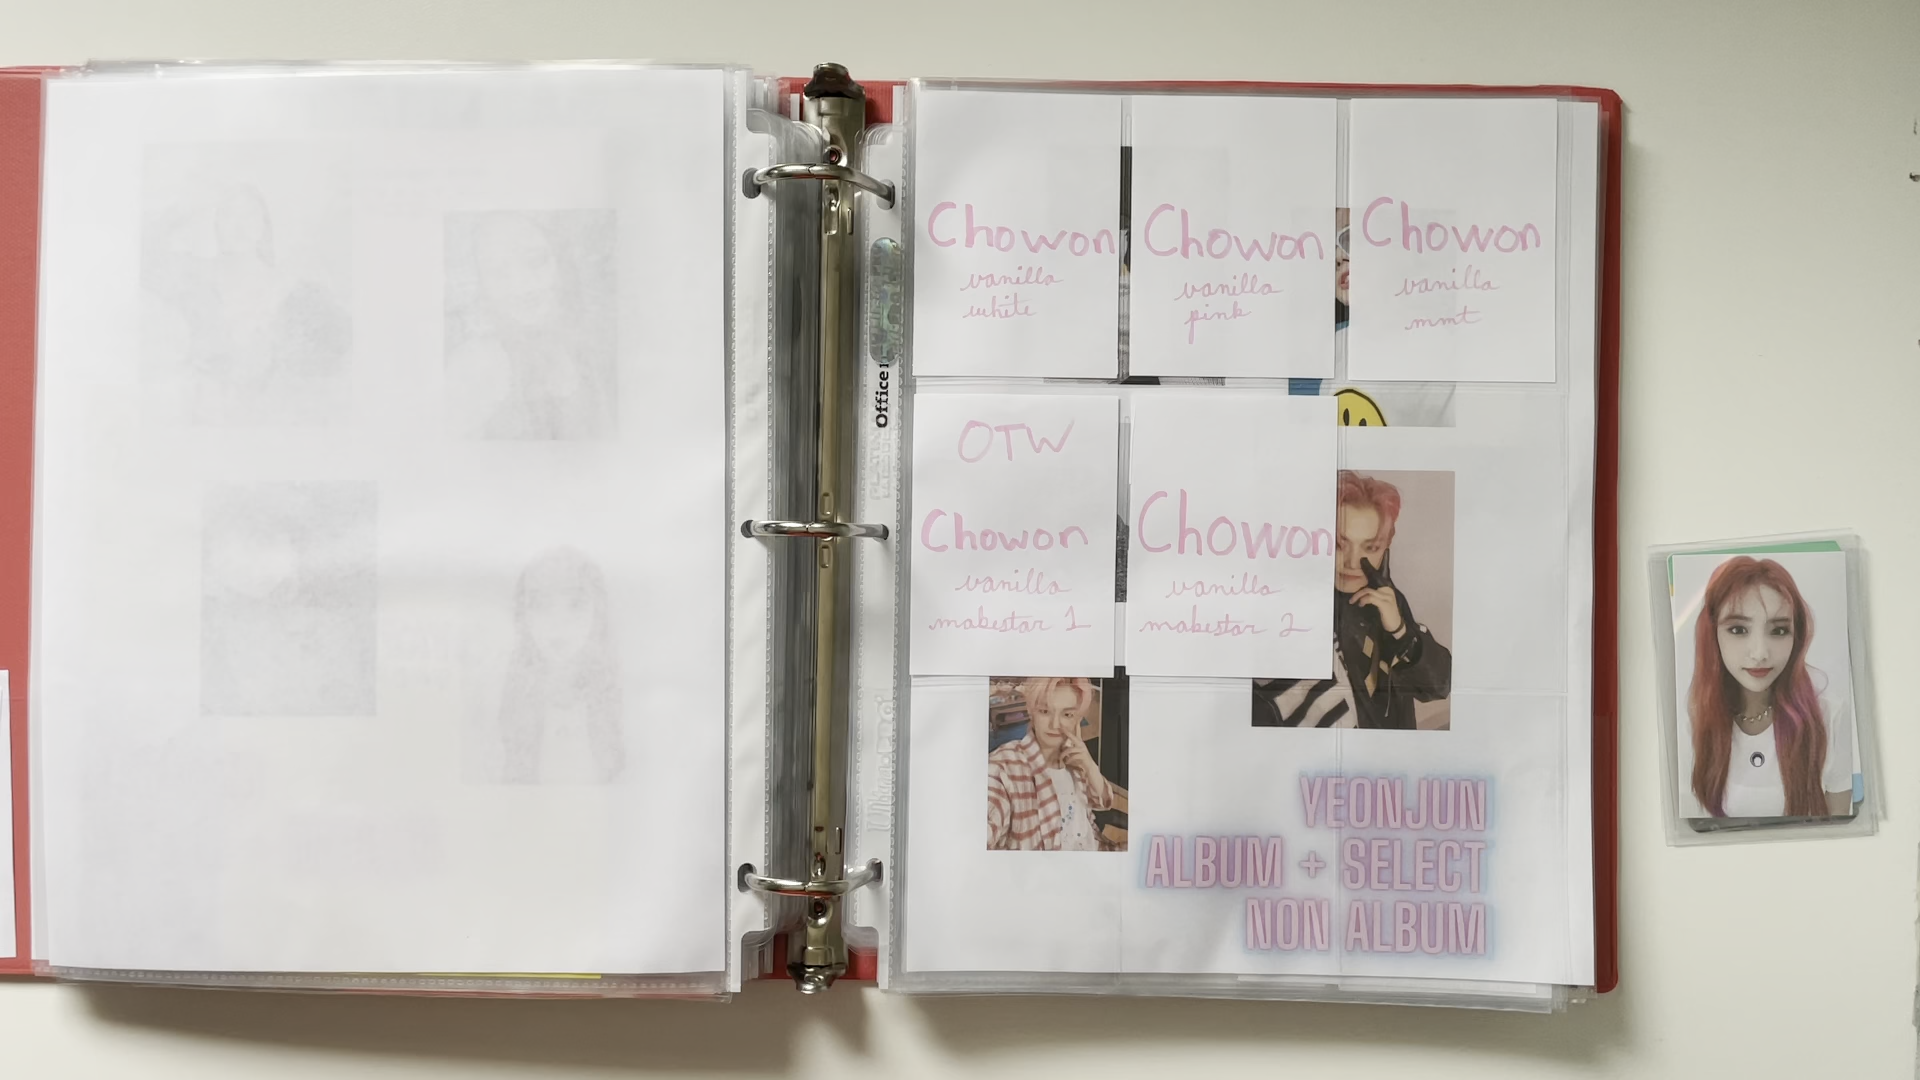 Chowon
vanilla
white
Chowon
vanilla
pink
Chowon
vanilla
mmt
OTW
Chowon
vanilla
makestar 1
Chowon
vanilla
makestar 2
Office
YEONJUN
ALBUM + SELECT
NON ALBUM